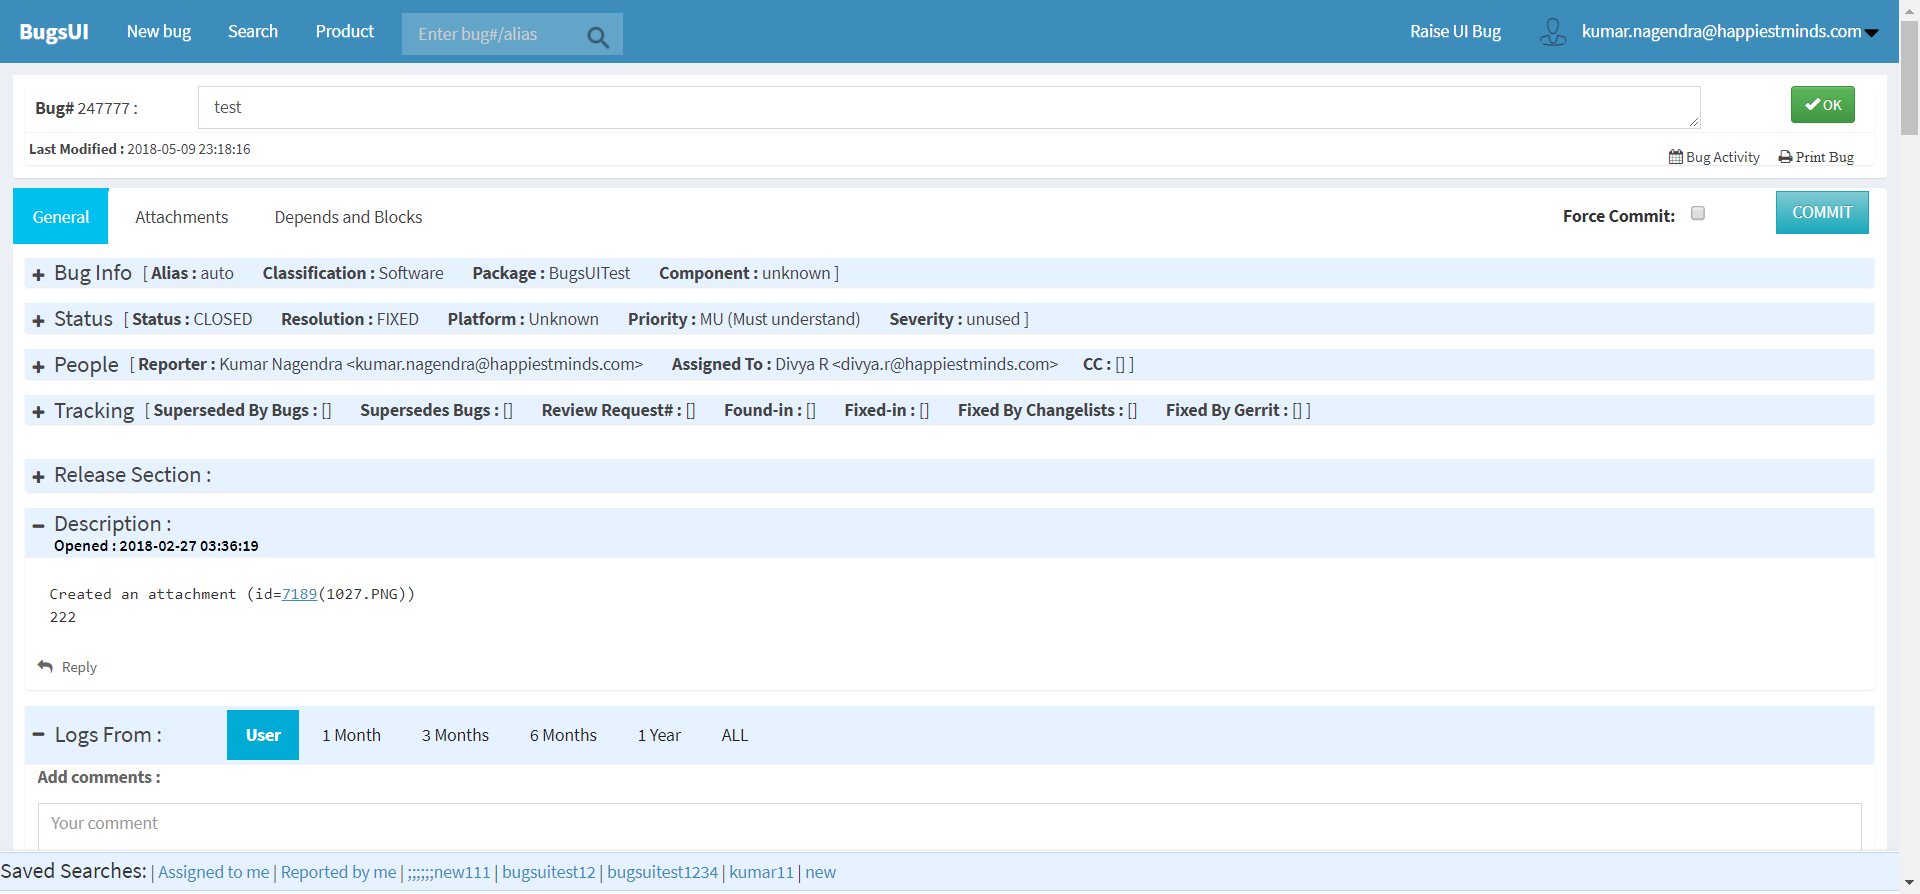 BugsUI New bug Search Product Enter bug#/alias Raise UI Bug kumar.nagendra@happiestminds.com
Bug# 247777 : test OK
Last Modified : 2018-05-09 23:18:16 Bug Activity Print Bug
General Attachments Depends and Blocks Force Commit: COMMIT
Bug Info [ Alias : auto Classification : Software Package : BugsUITest Component : unknown ]
Status [ Status : CLOSED Resolution : FIXED Platform : Unknown Priority : MU (Must understand) Severity : unused ]
People [ Reporter : Kumar Nagendra <kumar.nagendra@happiestminds.com> Assigned To : Divya R <divya.r@happiestminds.com> CC : [] ]
Tracking [ Superseded By Bugs : [] Supersedes Bugs : [] Review Request# : [] Found-in : [] Fixed-in : [] Fixed By Changelists : [] Fixed By Gerrit : [] ]
Release Section :
Description :
Opened : 2018-02-27 03:36:19
Created an attachment (id=7189(1027.PNG))
222
Reply
Logs From : User 1 Month 3 Months 6 Months 1 Year ALL
Add comments :
Your comment
Saved Searches: | Assigned to me | Reported by me | ;;;;;;new111 | bugsuitest12 | bugsuitest1234 | kumar11 | new